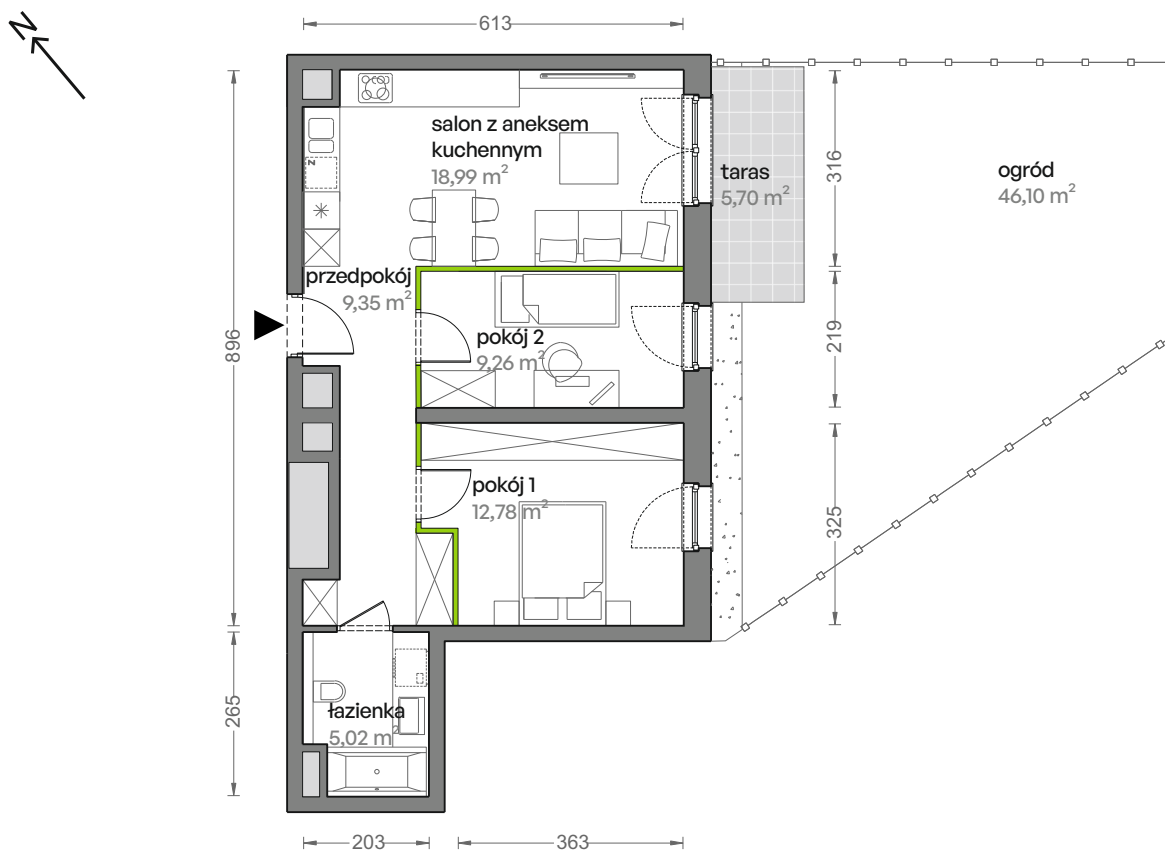 N
613
salon z aneksem
kuchennym
18,99 m²
316
taras
5,70 m²
ogród
46,10 m²
z
przedpokój
9,35 m²
896
pokój 2
9,26 m²
219
pokój 1
12,78 m²
325
łazienka
5,02 m²
265
203
363